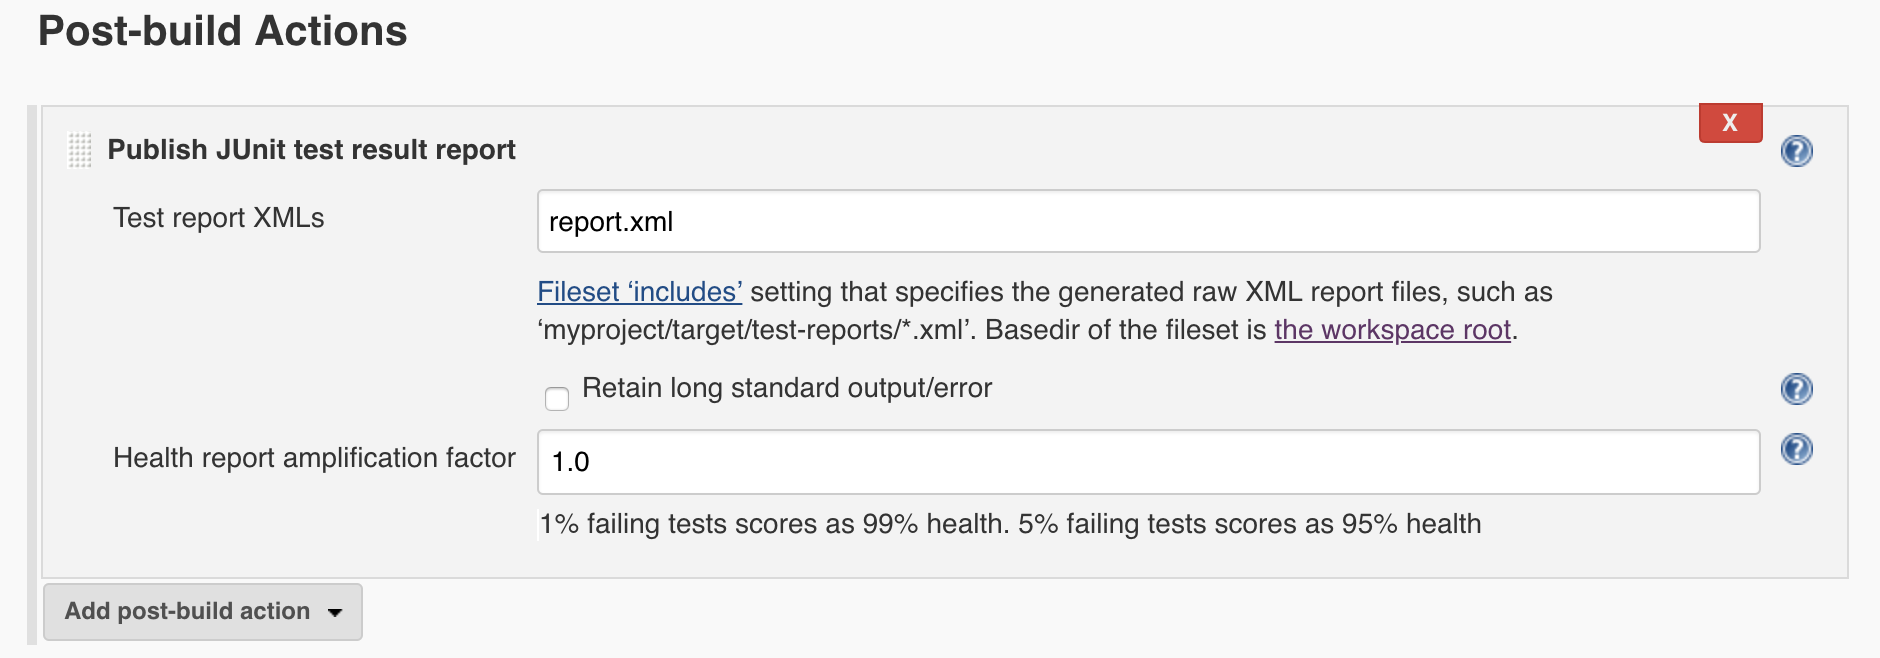 Post-build Actions
X
Publish JUnit test result report
?
Test report XMLs
report.xml
Fileset ‘includes’ setting that specifies the generated raw XML report files, such as
‘myproject/target/test-reports/*.xml’. Basedir of the fileset is the workspace root.
Retain long standard output/error
?
Health report amplification factor
1.0
?
1% failing tests scores as 99% health. 5% failing tests scores as 95% health
Add post-build action